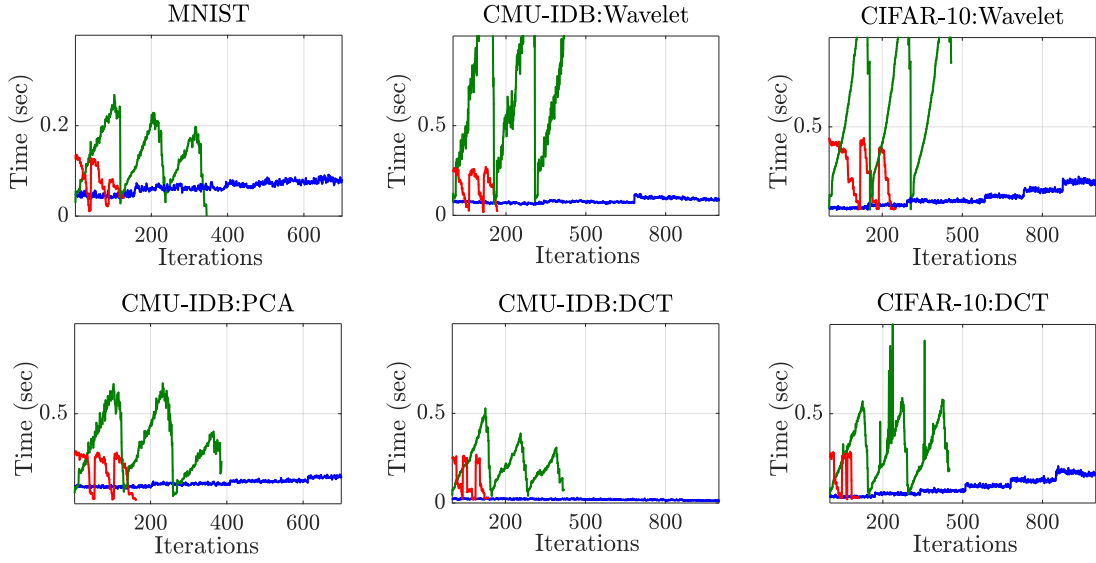 MNIST
CMU-IDB:Wavelet
CIFAR-10:Wavelet
Time (sec)
0.2
0
200 400 600
Iterations
Time (sec)
0.5
0
200 500 800
Iterations
Time (sec)
0.5
0
200 500 800
Iterations
CMU-IDB:PCA
CMU-IDB:DCT
CIFAR-10:DCT
Time (sec)
0.5
200 400 600
Iterations
Time (sec)
0.5
0
200 500 800
Iterations
Time (sec)
0.5
0
200 500 800
Iterations